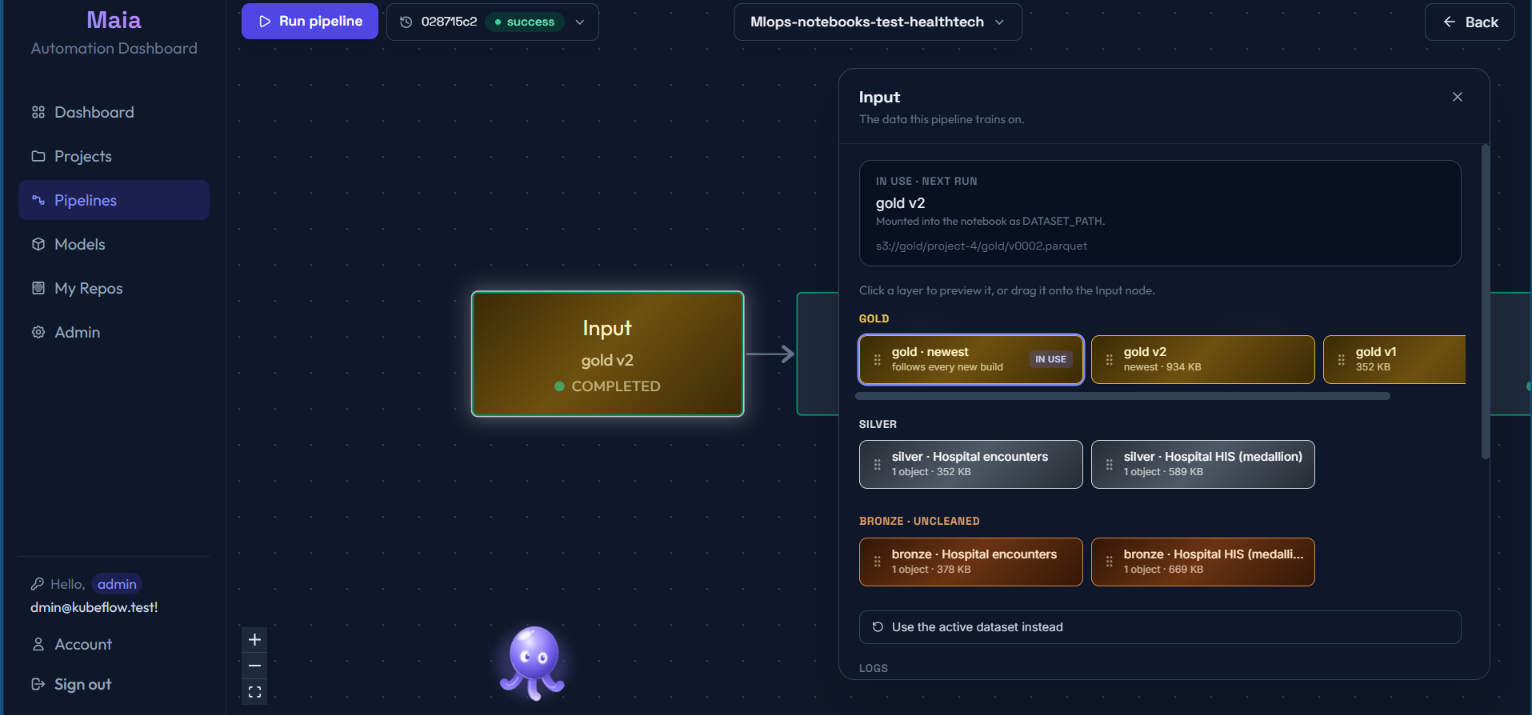 Maia
Automation Dashboard
Dashboard
Projects
Pipelines
Models
My Repos
Admin
Hello, admin
dmin@kubeflow.test!
Account
Sign out
Run pipeline
028715c2 success
Mlops-notebooks-test-healthtech
Back
Input
gold v2
COMPLETED
Input
The data this pipeline trains on.
IN USE · NEXT RUN
gold v2
Mounted into the notebook as DATASET_PATH.
s3://gold/project-4/gold/v0002.parquet
Click a layer to preview it, or drag it onto the Input node.
GOLD
gold · newest
follows every new build
IN USE
gold v2
newest · 934 KB
gold v1
352 KB
SILVER
silver · Hospital encounters
1 object · 352 KB
silver · Hospital HIS (medallion)
1 object · 589 KB
BRONZE · UNCLEANED
bronze · Hospital encounters
1 object · 378 KB
bronze · Hospital HIS (medalli...
1 object · 669 KB
Use the active dataset instead
LOGS